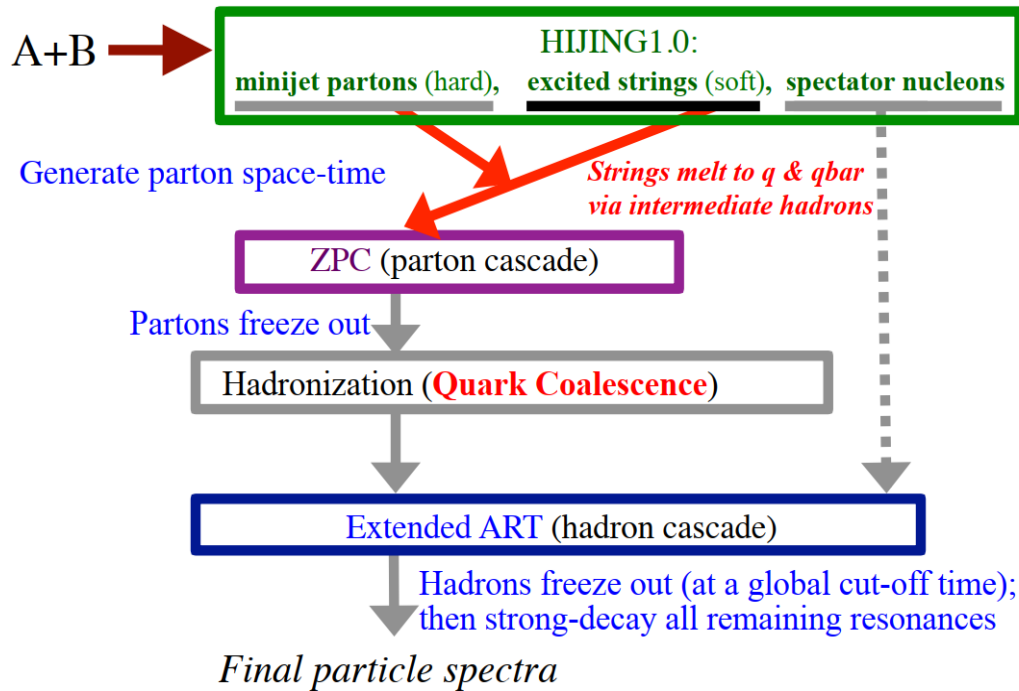 A+B
HIJING1.0:
minijet partons (hard), excited strings (soft), spectator nucleons
Generate parton space-time
Strings melt to q & qbar
via intermediate hadrons
ZPC (parton cascade)
Partons freeze out
Hadronization (Quark Coalescence)
Extended ART (hadron cascade)
Hadrons freeze out (at a global cut-off time);
then strong-decay all remaining resonances
Final particle spectra